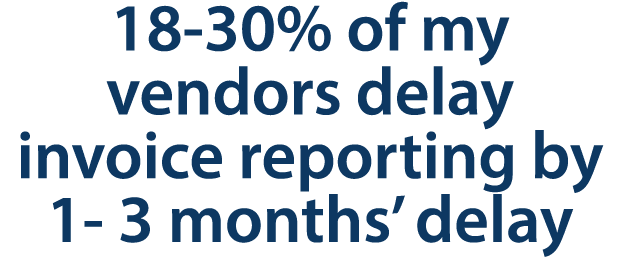 18-30% of my
vendors delay
invoice reporting by
1- 3 months’ delay